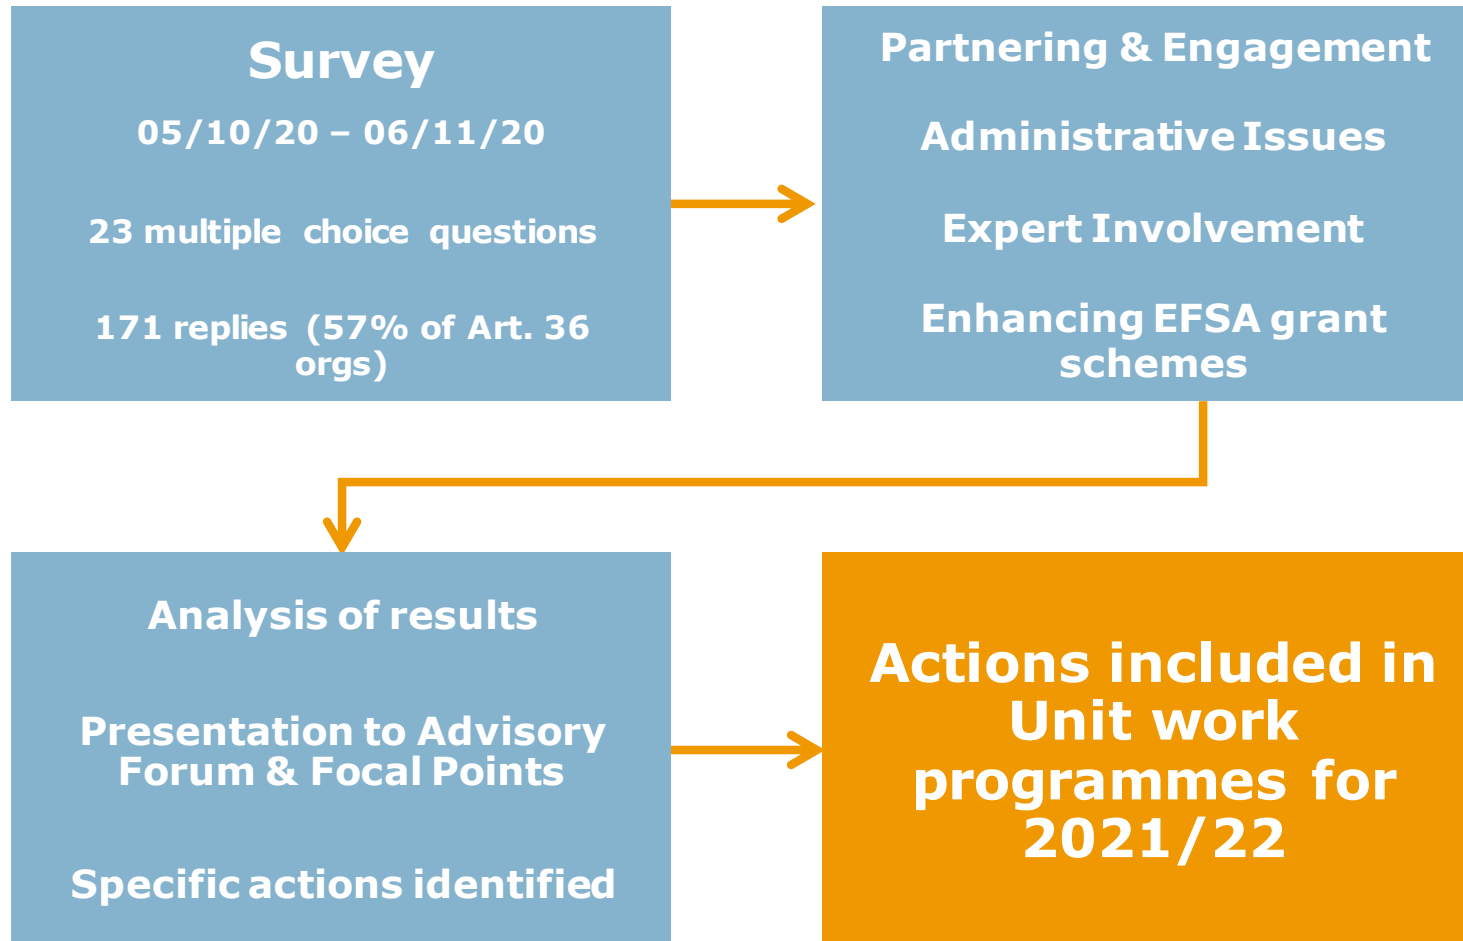 Survey
05/10/20 – 06/11/20
23 multiple choice questions
171 replies (57% of Art. 36
orgs)
Partnering & Engagement
Administrative Issues
Expert Involvement
Enhancing EFSA grant
schemes
Analysis of results
Presentation to Advisory
Forum & Focal Points
Specific actions identified
Actions included in
Unit work
programmes for
2021/22